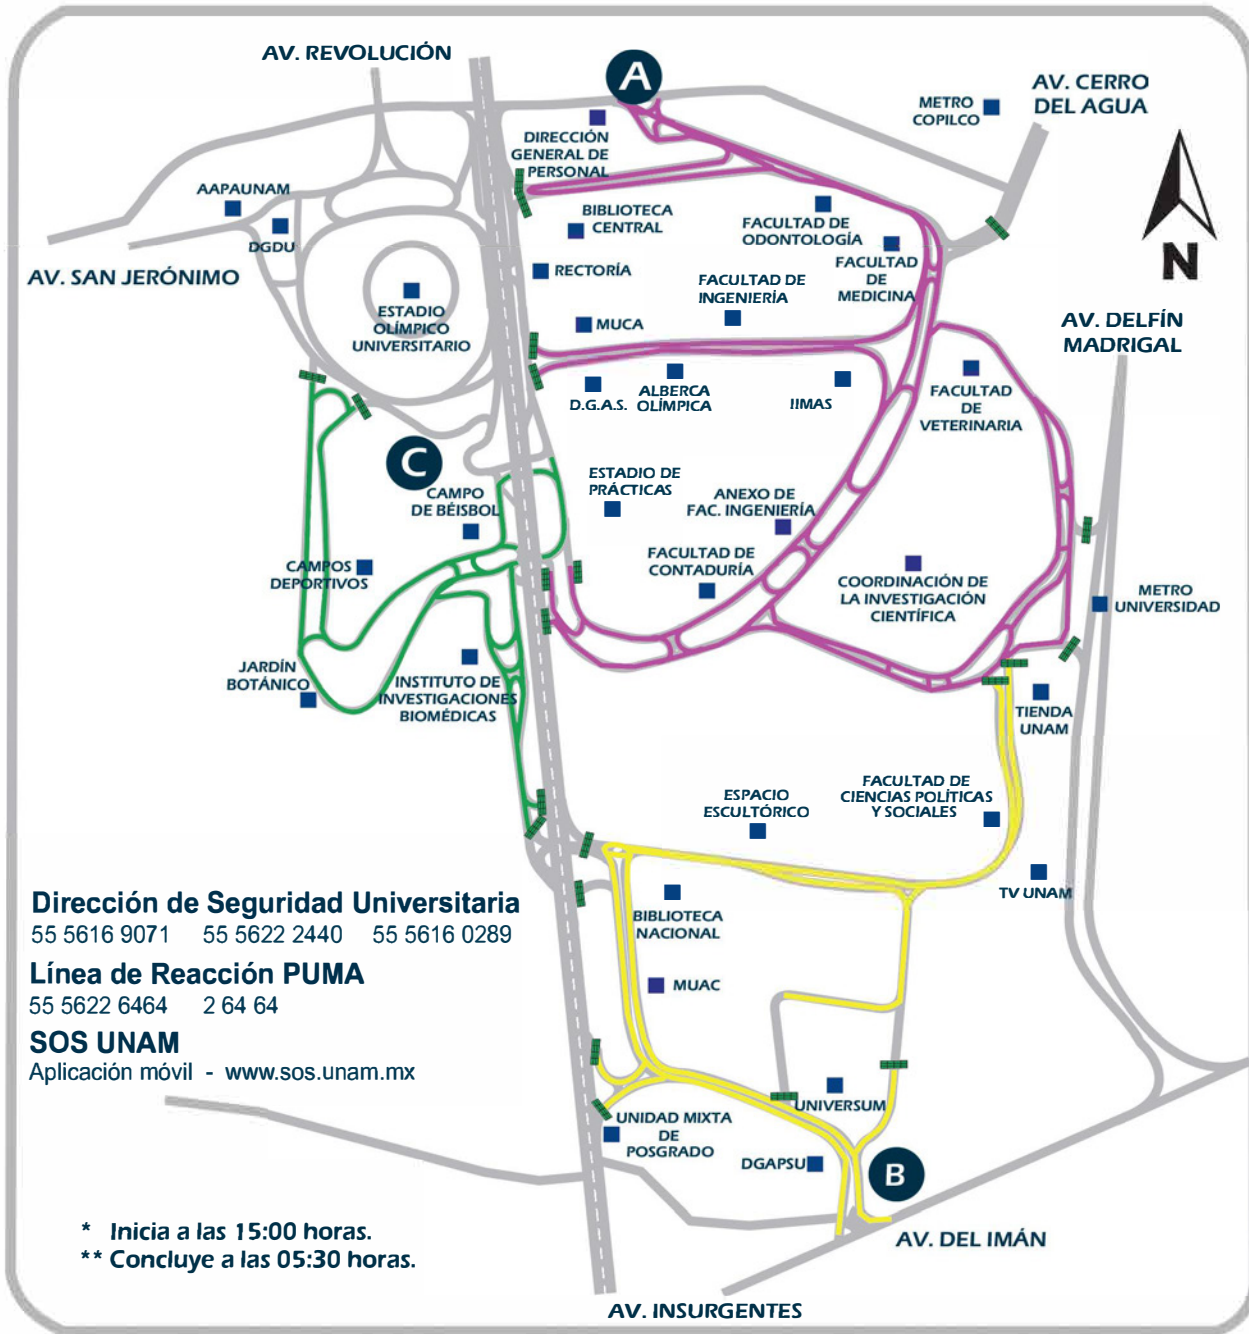 AV. REVOLUCIÓN
A
AV. CERRO
DEL AGUA
METRO
COPILCO
DIRECCIÓN
GENERAL DE
PERSONAL
AAPAUNAM
DGDU
BIBLIOTECA
CENTRAL
FACULTAD DE
ODONTOLOGÍA
FACULTAD
DE
MEDICINA
N
AV. SAN JERÓNIMO
RECTORÍA
FACULTAD DE
INGENIERÍA
ESTADIO
OLÍMPICO
UNIVERSITARIO
MUCA
AV. DELFÍN
MADRIGAL
D.G.A.S.
ALBERCA
OLÍMPICA
IIMAS
FACULTAD
DE
VETERINARIA
C
CAMPO
DE BÉISBOL
ESTADIO DE
PRÁCTICAS
ANEXO DE
FAC. INGENIERÍA
CAMPOS
DEPORTIVOS
FACULTAD DE
CONTADURÍA
COORDINACIÓN DE
LA INVESTIGACIÓN
CIENTÍFICA
METRO
UNIVERSIDAD
JARDÍN
BOTÁNICO
INSTITUTO DE
INVESTIGACIONES
BIOMÉDICAS
TIENDA
UNAM
ESPACIO
ESCULTÓRICO
FACULTAD DE
CIENCIAS POLÍTICAS
Y SOCIALES
TV UNAM
BIBLIOTECA
NACIONAL
MUAC
Dirección de Seguridad Universitaria
55 5616 9071 55 5622 2440 55 5616 0289
Línea de Reacción PUMA
55 5622 6464 2 64 64
SOS UNAM
Aplicación móvil - www.sos.unam.mx
UNIVERSUM
UNIDAD MIXTA
DE
POSGRADO
DGAPSU
B
AV. DEL IMÁN
* Inicia a las 15:00 horas.
** Concluye a las 05:30 horas.
AV. INSURGENTES